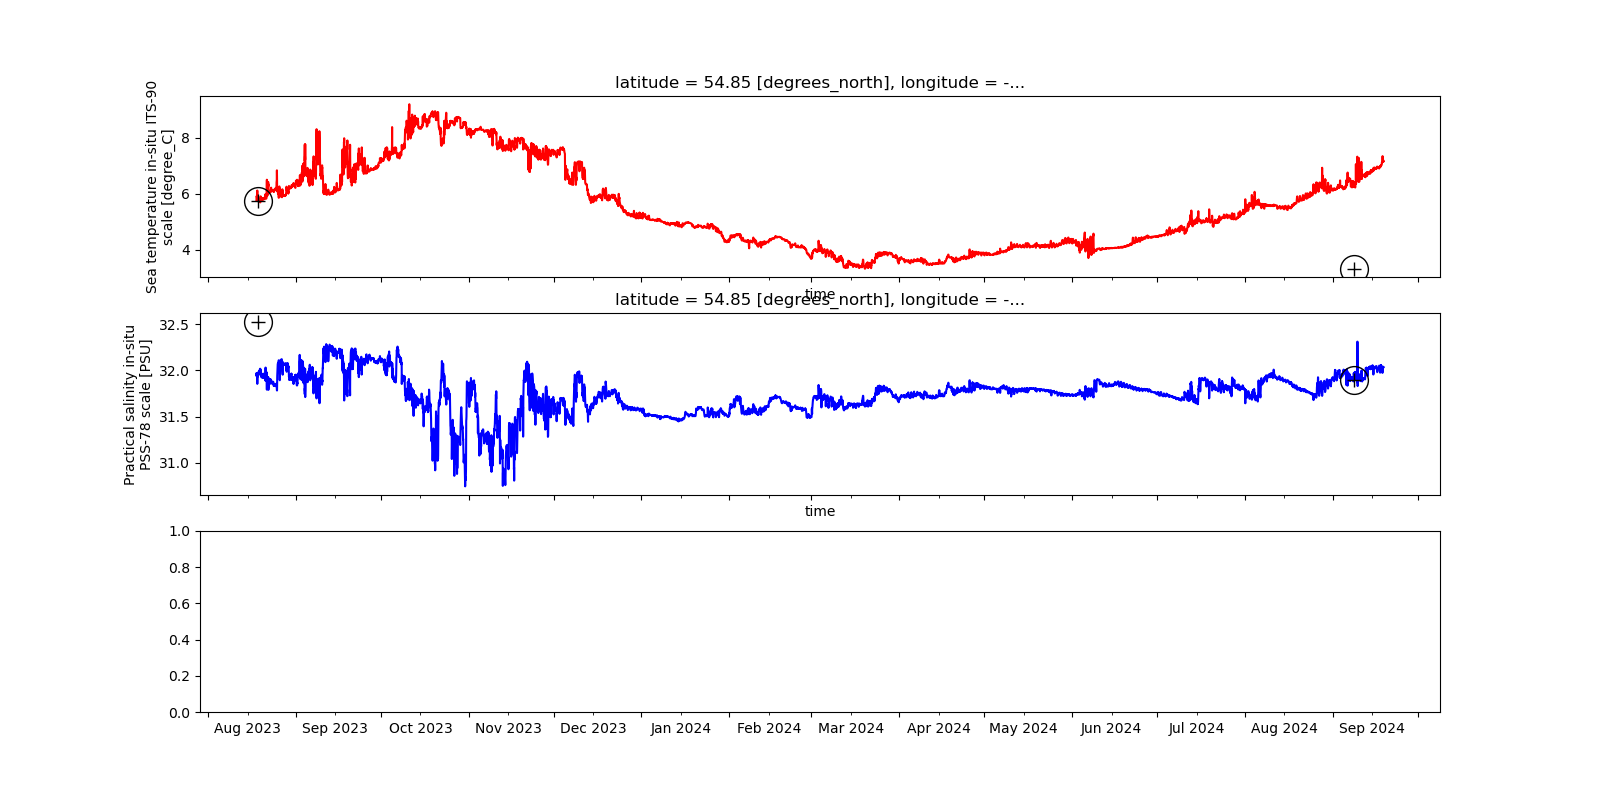 latitude = 54.85 [degrees_north], longitude = -...
Sea temperature in-situ ITS-90
scale [degree_C]
8
6
4
time
latitude = 54.85 [degrees_north], longitude = -...
Practical salinity in-situ
PSS-78 scale [PSU]
32.5
32.0
31.5
31.0
time
1.0
0.8
0.6
0.4
0.2
0.0
Aug 2023 Sep 2023 Oct 2023 Nov 2023 Dec 2023 Jan 2024 Feb 2024 Mar 2024 Apr 2024 May 2024 Jun 2024 Jul 2024 Aug 2024 Sep 2024